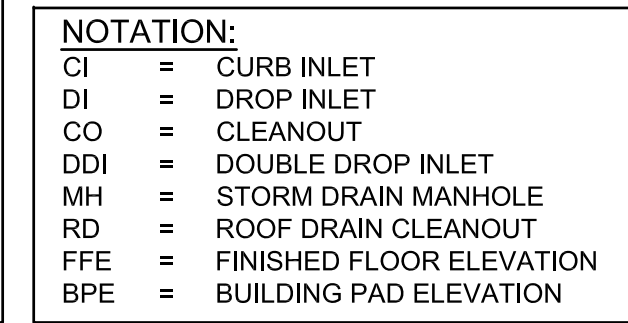 NOTATION:
CI = CURB INLET
DI = DROP INLET
CO = CLEANOUT
DDI = DOUBLE DROP INLET
MH = STORM DRAIN MANHOLE
RD = ROOF DRAIN CLEANOUT
FFE = FINISHED FLOOR ELEVATION
BPE = BUILDING PAD ELEVATION